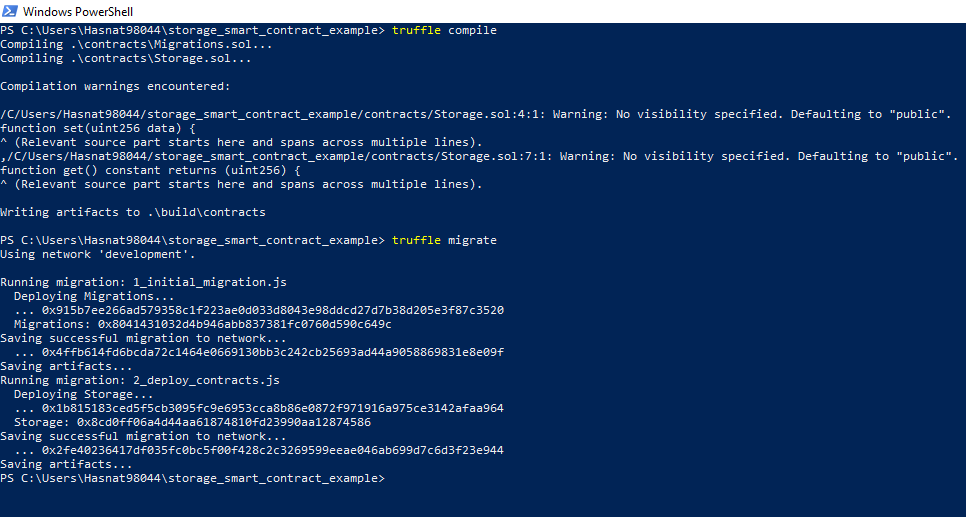 Windows PowerShell
PS C:\Users\Hasnat98044\storage_smart_contract_example> truffle compile
Compiling .\contracts\Migrations.sol...
Compiling .\contracts\Storage.sol...
Compilation warnings encountered:
/C/Users/Hasnat98044/storage_smart_contract_example/contracts/Storage.sol:4:1: Warning: No visibility specified. Defaulting to "public".
function set(uint256 data) {
^ (Relevant source part starts here and spans across multiple lines).
,/C/Users/Hasnat98044/storage_smart_contract_example/contracts/Storage.sol:7:1: Warning: No visibility specified. Defaulting to "public".
function get() constant returns (uint256) {
^ (Relevant source part starts here and spans across multiple lines).
Writing artifacts to .\build\contracts
PS C:\Users\Hasnat98044\storage_smart_contract_example> truffle migrate
Using network 'development'.
Running migration: 1_initial_migration.js
Deploying Migrations...
... 0x915b7ee266ad579358c1f223ae0d033d8043e98ddcd27d7b38d205e3f87c3520
Migrations: 0x8041431032d4b946abb837381fc0760d590c649c
Saving successful migration to network...
... 0x4ffb614fd6bcda72c1464e0669130bb3c242cb25693ad44a9058869831e8e09f
Saving artifacts...
Running migration: 2_deploy_contracts.js
Deploying Storage...
... 0x1b815183ced5f5cb3095fc9e6953cca8b86e0872f971916a975ce3142afaa964
Storage: 0x8cd0ff06a4d44aa61874810fd23990aa12874586
Saving successful migration to network...
... 0x2fe40236417df035fc0bc5f00f428c2c3269599eeae046ab699d7c6d3f23e944
Saving artifacts...
PS C:\Users\Hasnat98044\storage_smart_contract_example>